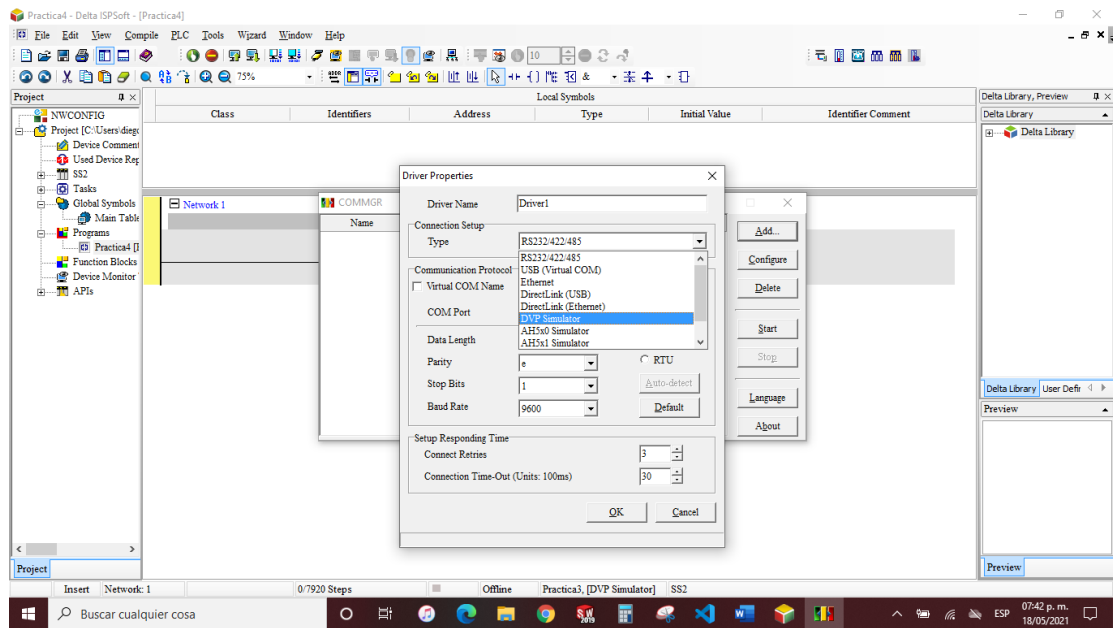 Practica4 - Delta ISPSoft - [Practica4]
File Edit View Compile PLC Tools Wizard Window Help
10
75%
Project
Local Symbols
Delta Library, Preview
Class Identifiers Address Type Initial Value Identifier Comment
Delta Library
NWCONFIG
Project [C:\Users\dieg
Device Comment
Used Device Rep
SS2
Tasks
Global Symbols
Main Table
Programs
Practica4 [
Function Blocks
Device Monitor
APIs
Delta Library
Network 1
COMMGR
Name
Add...
Configure
Delete
Start
Stop
Language
About
Driver Properties
Driver Name Driver1
Connection Setup
Type RS232/422/485
RS232/422/485
USB (Virtual COM)
Ethernet
DirectLink (USB)
DirectLink (Ethernet)
DVP Simulator
AH5x0 Simulator
AH5x1 Simulator
Communication Protocol
Virtual COM Name
COM Port
Data Length
Parity e RTU
Stop Bits 1 Auto-detect
Baud Rate 9600 Default
Setup Responding Time
Connect Retries 3
Connection Time-Out (Units: 100ms) 30
OK Cancel
Delta Library User Defir
Preview
Preview
Project
Insert Network: 1 0/7920 Steps Offline Practica3, [DVP Simulator] SS2
Buscar cualquier cosa
SW
2019
ESP
07:42 p. m.
18/05/2021